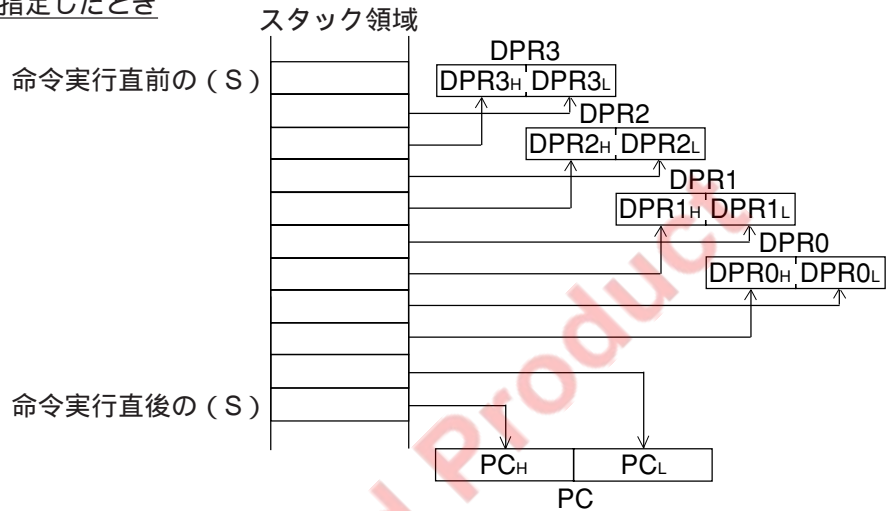 指定したとき
スタック領域
命令実行直前の（S）
DPR3
DPR3H DPR3L
DPR2
DPR2H DPR2L
DPR1
DPR1H DPR1L
DPR0
DPR0H DPR0L
命令実行直後の（S）
PCH PCL
PC
d Product